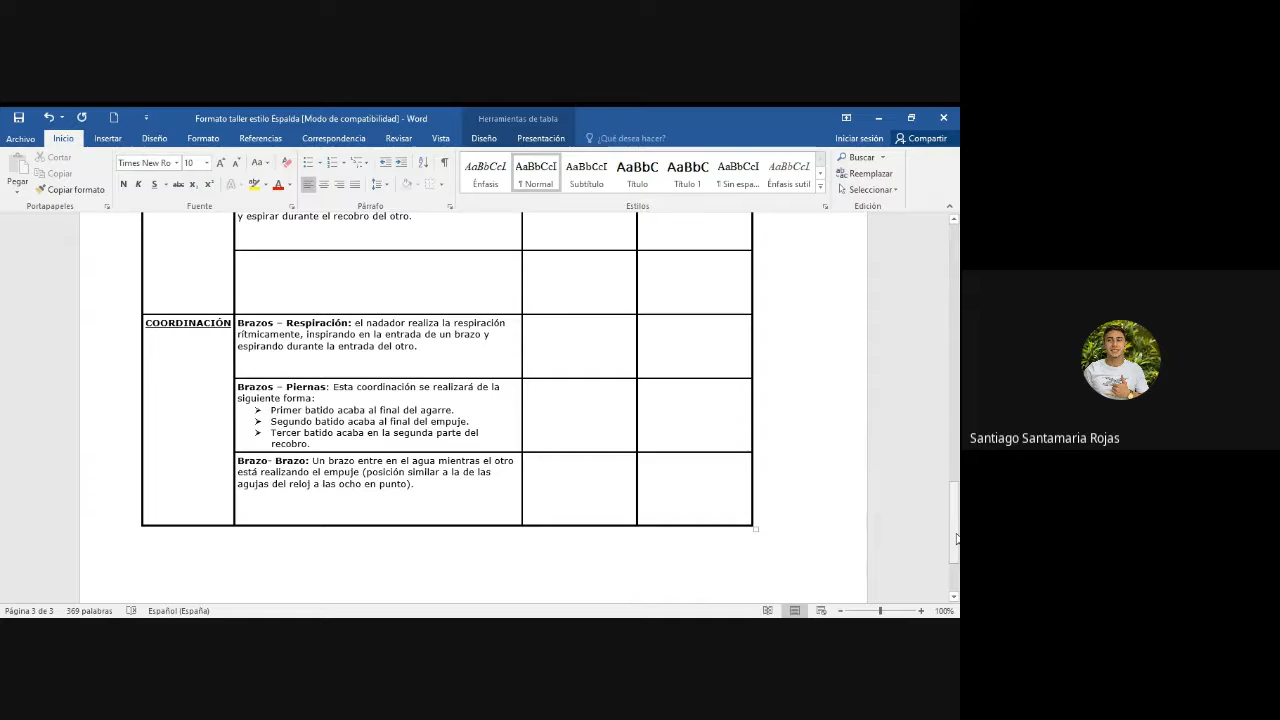 Formato taller estilo Espalda [Modo de compatibilidad] - Word
Herramientas de tabla
Archivo Inicio Insertar Diseño Formato Referencias Correspondencia Revisar Vista Diseño Presentación ¿Qué desea hacer? Iniciar sesión Compartir
Pegar
Cortar
Copiar
Copiar formato
Times New Ro 10
Aa
N K S abc x₂ x²
A
AaBbCcI AaBbCcI AaBbCcI AaBbC AaBbC AaBbCcI AaBbCcI
Énfasis ¶ Normal Subtítulo Título Título 1 ¶ Sin espa... Énfasis sutil
Buscar
Reemplazar
Seleccionar
Portapapeles Fuente Párrafo Estilos Edición
y espirar durante el recobro del otro.
COORDINACIÓN
Brazos – Respiración: el nadador realiza la respiración
rítmicamente, inspirando en la entrada de un brazo y
espirando durante la entrada del otro.
Brazos – Piernas: Esta coordinación se realizará de la
siguiente forma:
➢ Primer batido acaba al final del agarre.
➢ Segundo batido acaba al final del empuje.
➢ Tercer batido acaba en la segunda parte del
recobro.
Brazo- Brazo: Un brazo entre en el agua mientras el otro
está realizando el empuje (posición similar a la de las
agujas del reloj a las ocho en punto).
Página 3 de 3 369 palabras Español (España) 100%
Santiago Santamaria Rojas